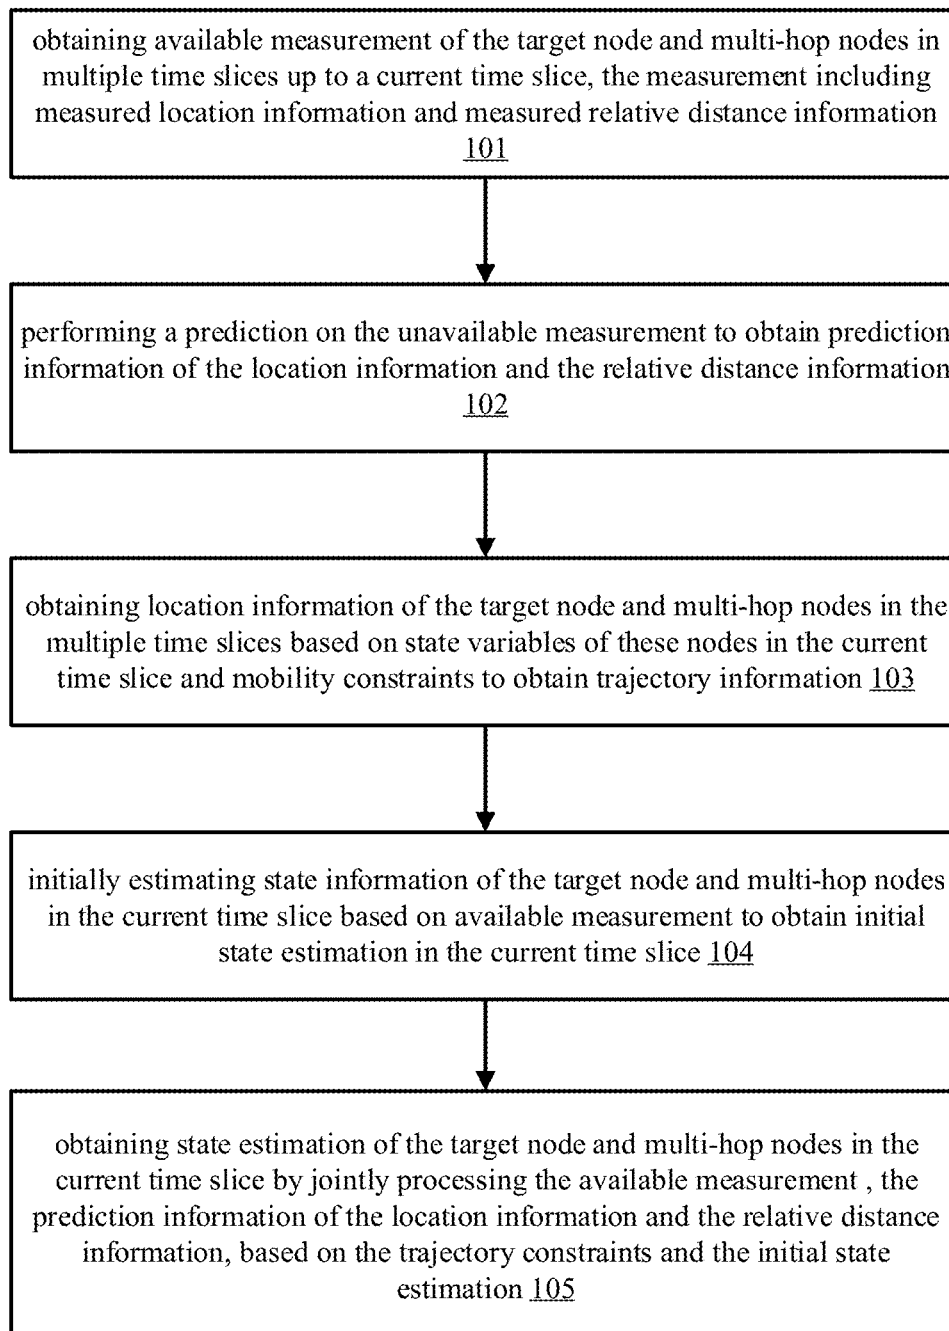 obtaining available measurement of the target node and multi-hop nodes in
multiple time slices up to a current time slice, the measurement including
measured location information and measured relative distance information
101
performing a prediction on the unavailable measurement to obtain prediction
information of the location information and the relative distance information
102
obtaining location information of the target node and multi-hop nodes in the
multiple time slices based on state variables of these nodes in the current
time slice and mobility constraints to obtain trajectory information 103
initially estimating state information of the target node and multi-hop nodes
in the current time slice based on available measurement to obtain initial
state estimation in the current time slice 104
obtaining state estimation of the target node and multi-hop nodes in the
current time slice by jointly processing the available measurement , the
prediction information of the location information and the relative distance
information, based on the trajectory constraints and the initial state
estimation 105